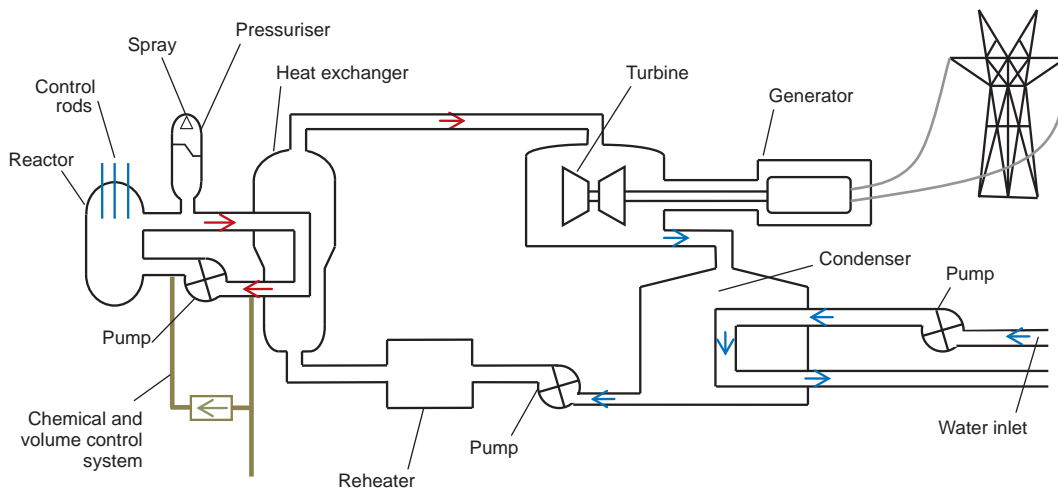 Pressuriser
Spray
Heat exchanger
Turbine
Control
rods
Generator
Reactor
Condenser
Pump
Pump
Chemical and
volume control
system
Pump
Water inlet
Reheater